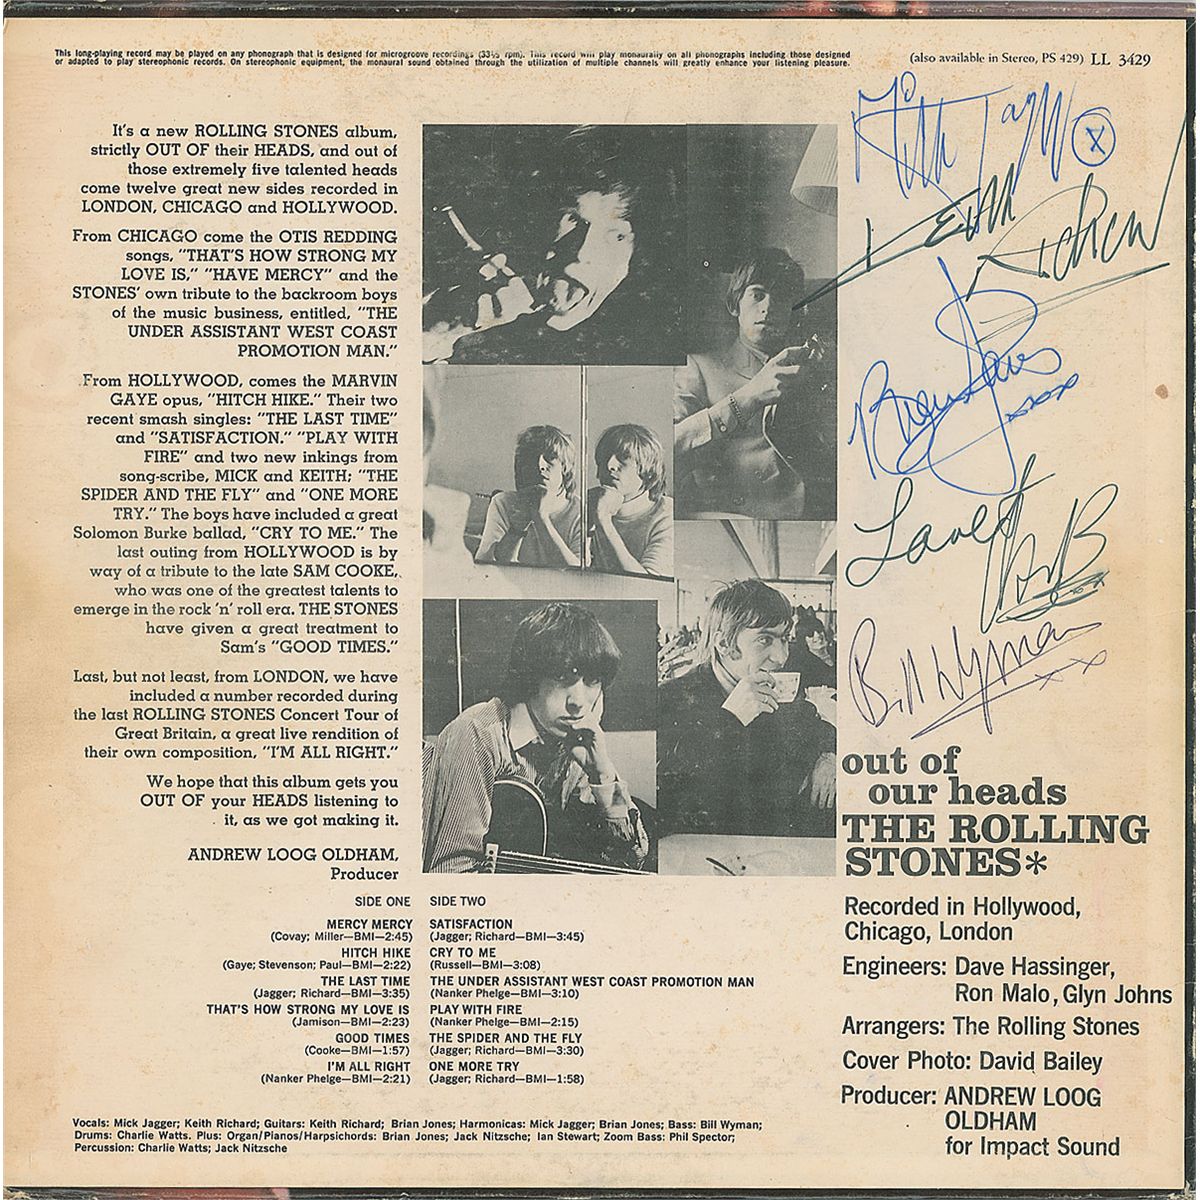 This long-playing record may be played on any phonograph that is designed for microgroove recordings (33⅓ rpm). This record will play monaurally on all phonographs including those designed
or adapted to play stereophonic records. On stereophonic equipment, the monaural sound obtained through the utilization of multiple channels will greatly enhance your listening pleasure.
(also available in Stereo, PS 429) LL 3429
It's a new ROLLING STONES album,
strictly OUT OF their HEADS, and out of
those extremely five talented heads
come twelve great new sides recorded in
LONDON, CHICAGO and HOLLYWOOD.
From CHICAGO come the OTIS REDDING
songs, "THAT'S HOW STRONG MY
LOVE IS," "HAVE MERCY" and the
STONES' own tribute to the backroom boys
of the music business, entitled, "THE
UNDER ASSISTANT WEST COAST
PROMOTION MAN."
From HOLLYWOOD, comes the MARVIN
GAYE opus, "HITCH HIKE." Their two
recent smash singles: "THE LAST TIME"
and "SATISFACTION." "PLAY WITH
FIRE" and two new inkings from
song-scribe, MICK and KEITH; "THE
SPIDER AND THE FLY" and "ONE MORE
TRY." The boys have included a great
Solomon Burke ballad, "CRY TO ME." The
last outing from HOLLYWOOD is by
way of a tribute to the late SAM COOKE,
who was one of the greatest talents to
emerge in the rock 'n' roll era. THE STONES
have given a great treatment to
Sam's "GOOD TIMES."
Last, but not least, from LONDON, we have
included a number recorded during
the last ROLLING STONES Concert Tour of
Great Britain, a great live rendition of
their own composition, "I'M ALL RIGHT."
We hope that this album gets you
OUT OF your HEADS listening to
it, as we got making it.
ANDREW LOOG OLDHAM,
Producer
SIDE ONE
MERCY MERCY
(Covay; Miller—BMI—2:45)
HITCH HIKE
(Gaye; Stevenson; Paul—BMI—2:22)
THE LAST TIME
(Jagger; Richard—BMI—3:35)
THAT'S HOW STRONG MY LOVE IS
(Jamison—BMI—2:23)
GOOD TIMES
(Cooke—BMI—1:57)
I'M ALL RIGHT
(Nanker Phelge—BMI—2:21)
SIDE TWO
SATISFACTION
(Jagger; Richard—BMI—3:45)
CRY TO ME
(Russell—BMI—3:08)
THE UNDER ASSISTANT WEST COAST PROMOTION MAN
(Nanker Phelge—BMI—3:10)
PLAY WITH FIRE
(Nanker Phelge—BMI—2:15)
THE SPIDER AND THE FLY
(Jagger; Richard—BMI—3:30)
ONE MORE TRY
(Jagger; Richard—BMI—1:58)
Vocals: Mick Jagger; Keith Richard; Guitars: Keith Richard; Brian Jones; Harmonicas: Mick Jagger; Brian Jones; Bass: Bill Wyman;
Drums: Charlie Watts. Plus: Organ/Pianos/Harpsichords: Brian Jones; Jack Nitzsche; Ian Stewart; Zoom Bass: Phil Spector;
Percussion: Charlie Watts; Jack Nitzsche
X
KEITH
Richard
Brian Jones
xxx
Bill Wyman
xx
out of
our heads
THE ROLLING
STONES*
Recorded in Hollywood,
Chicago, London
Engineers: Dave Hassinger,
Ron Malo, Glyn Johns
Arrangers: The Rolling Stones
Cover Photo: David Bailey
Producer: ANDREW LOOG
OLDHAM
for Impact Sound